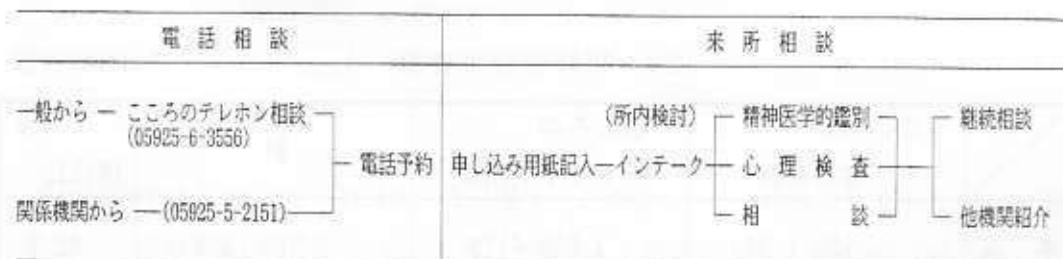 電話相談
来所相談
一般から ― こころのテレホン相談
(05925-6-3556)
電話予約
関係機関から ―(05925-5-2151)
申し込み用紙記入―インテーク
(所内検討)
精神医学的鑑別
心理検査
相談
継続相談
他機関紹介